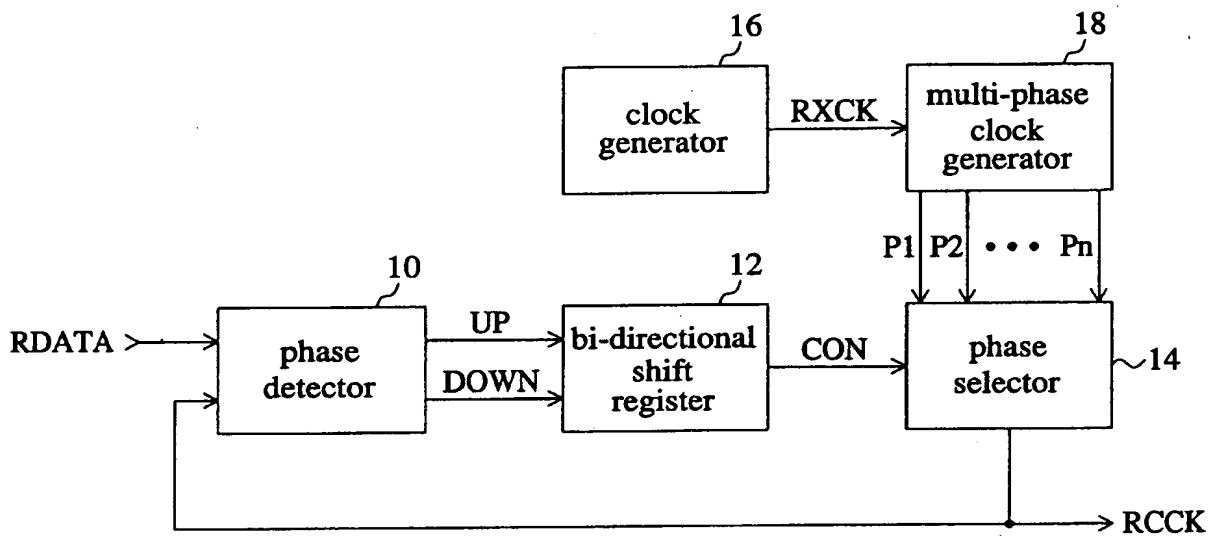 16
18
clock
generator
RXCK
multi-phase
clock
generator
P1
P2
• • •
Pn
10
12
RDATA
phase
detector
UP
DOWN
bi-directional
shift
register
CON
phase
selector
14
RCCK